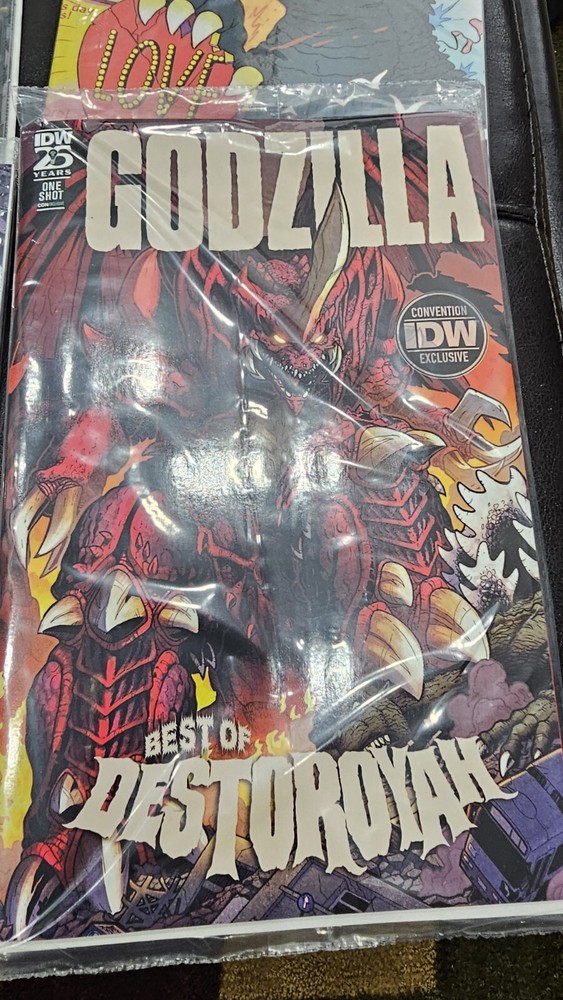 LOVE
IDW
25
YEARS
ONE
SHOT
GODZILLA
CONVENTION
IDW
EXCLUSIVE
BEST OF
DESTOROYAH